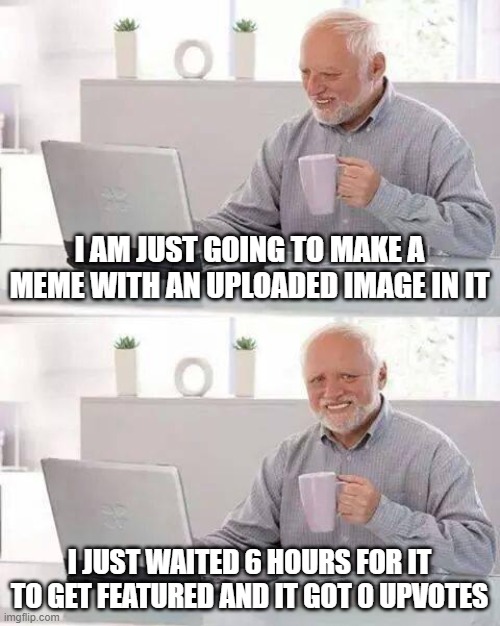 I AM JUST GOING TO MAKE A
MEME WITH AN UPLOADED IMAGE IN IT
I JUST WAITED 6 HOURS FOR IT
TO GET FEATURED AND IT GOT 0 UPVOTES
imgflip.com